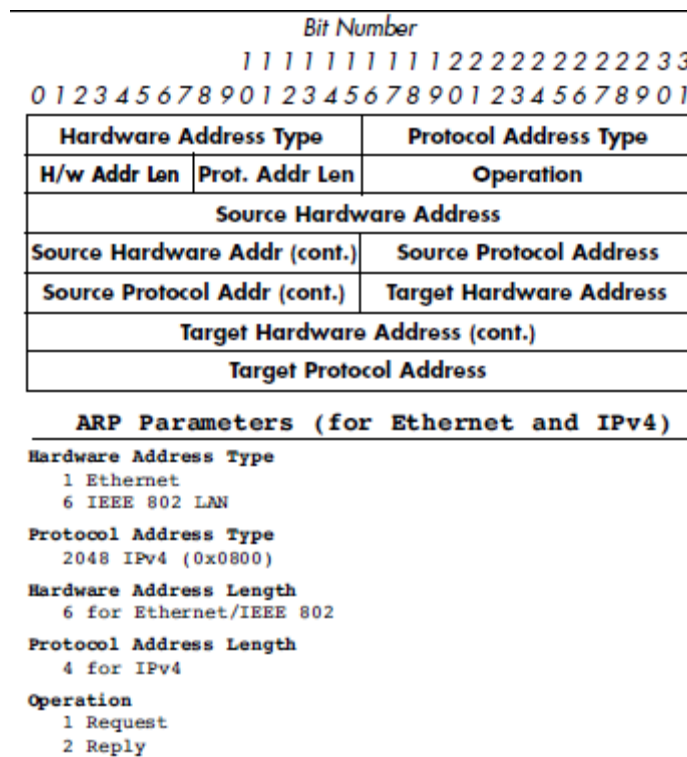 Bit Number
1 1 1 1 1 1 1 1 1 1 2 2 2 2 2 2 2 2 2 2 3 3
0 1 2 3 4 5 6 7 8 9 0 1 2 3 4 5 6 7 8 9 0 1 2 3 4 5 6 7 8 9 0 1
Hardware Address Type Protocol Address Type
H/w Addr Len Prot. Addr Len Operation
Source Hardware Address
Source Hardware Addr (cont.) Source Protocol Address
Source Protocol Addr (cont.) Target Hardware Address
Target Hardware Address (cont.)
Target Protocol Address
ARP Parameters (for Ethernet and IPv4)
Hardware Address Type
1 Ethernet
6 IEEE 802 LAN
Protocol Address Type
2048 IPv4 (0x0800)
Hardware Address Length
6 for Ethernet/IEEE 802
Protocol Address Length
4 for IPv4
Operation
1 Request
2 Reply